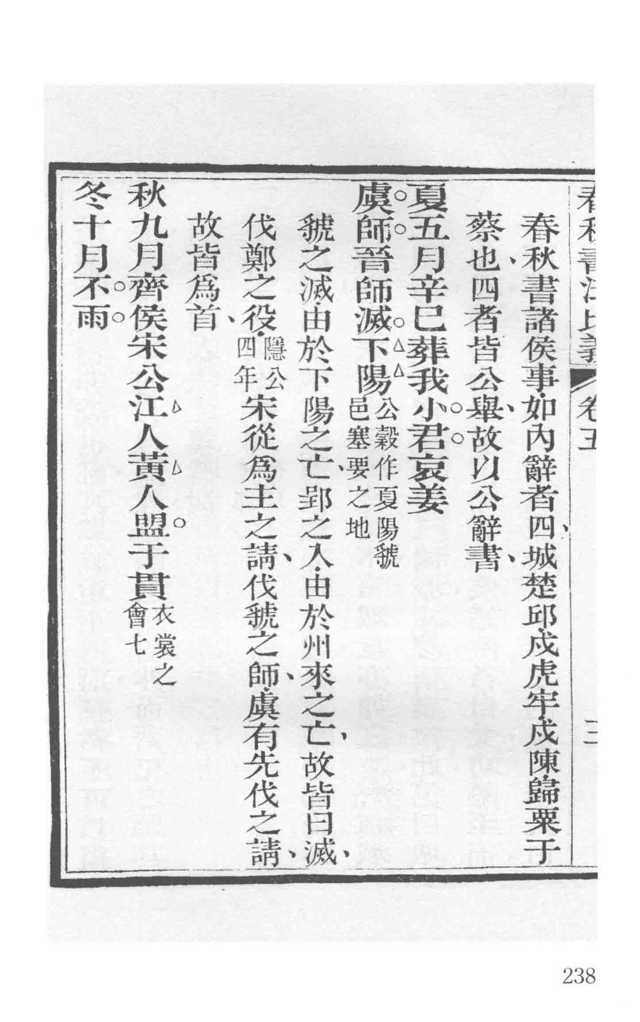 春秋書法比義 卷五 三
春秋書諸侯事如內辭者四城楚邱戍虎牢戍陳歸粟于
蔡也四者皆公舉故以公辭書
夏五月辛巳葬我小君哀姜
虞師晉師滅下陽公穀作夏陽虢邑塞要之地
虢之滅由於下陽之亡郢之入由於州來之亡故皆曰滅
伐鄭之役隱公四年宋從為主之請伐虢之師虞有先伐之請
故皆為首
秋九月齊侯宋公江人黃人盟于貫衣裳之會七
冬十月不雨
238